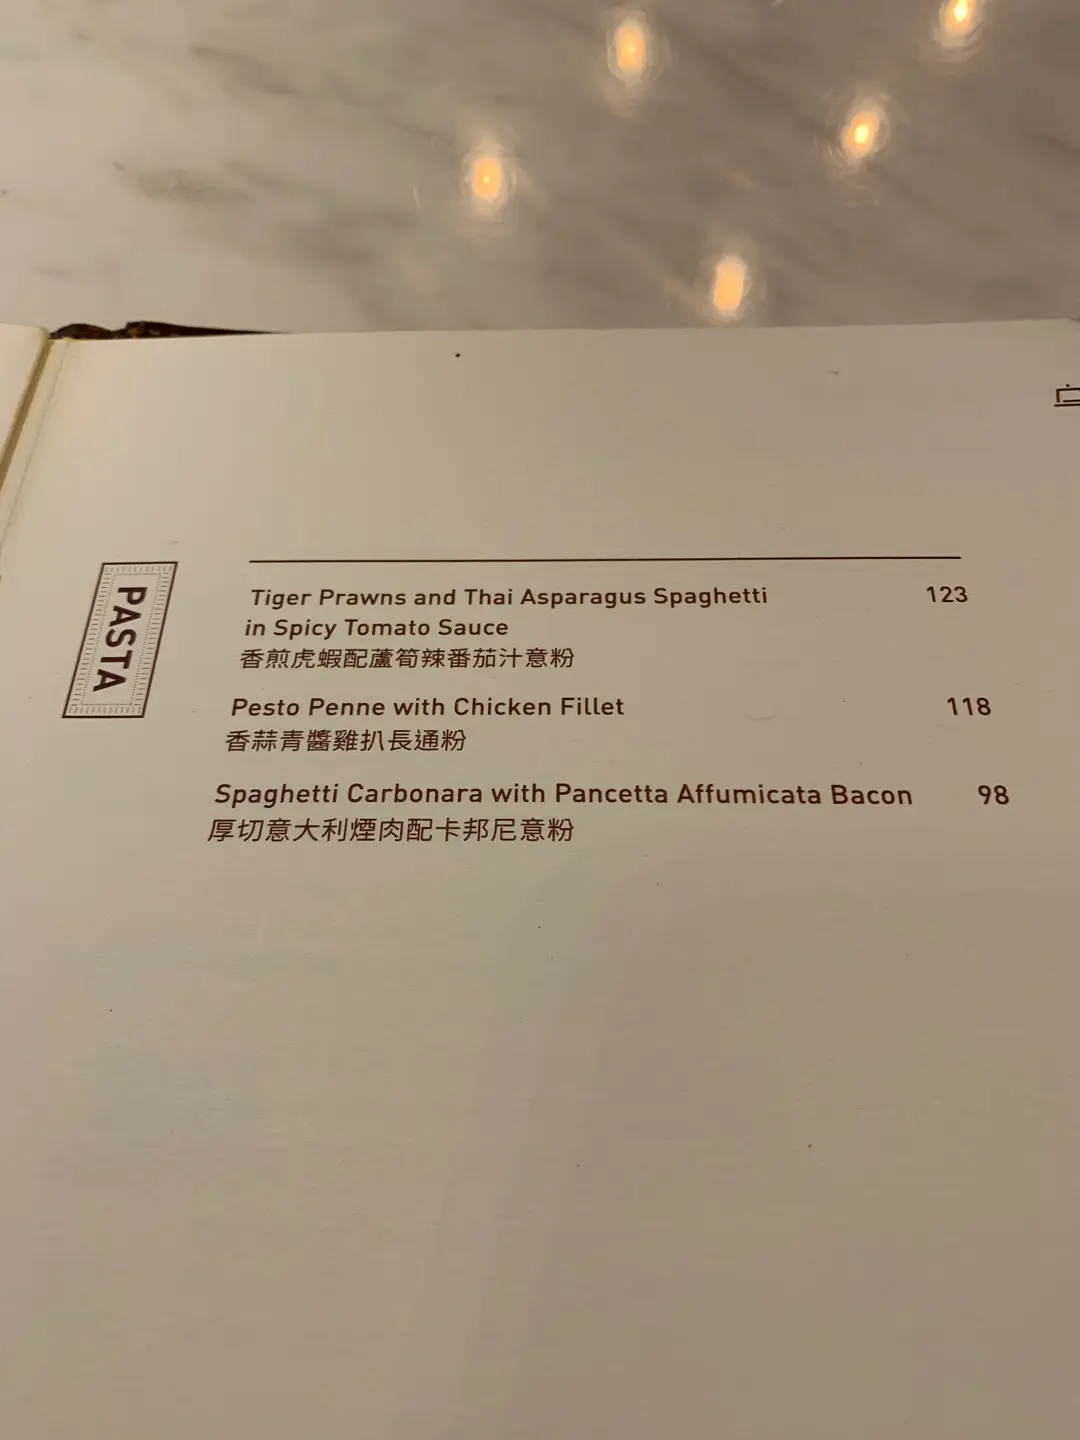 PASTA
Tiger Prawns and Thai Asparagus Spaghetti 123
in Spicy Tomato Sauce
香煎虎蝦配蘆筍辣番茄汁意粉
Pesto Penne with Chicken Fillet 118
香蒜青醬雞扒長通粉
Spaghetti Carbonara with Pancetta Affumicata Bacon 98
厚切意大利煙肉配卡邦尼意粉